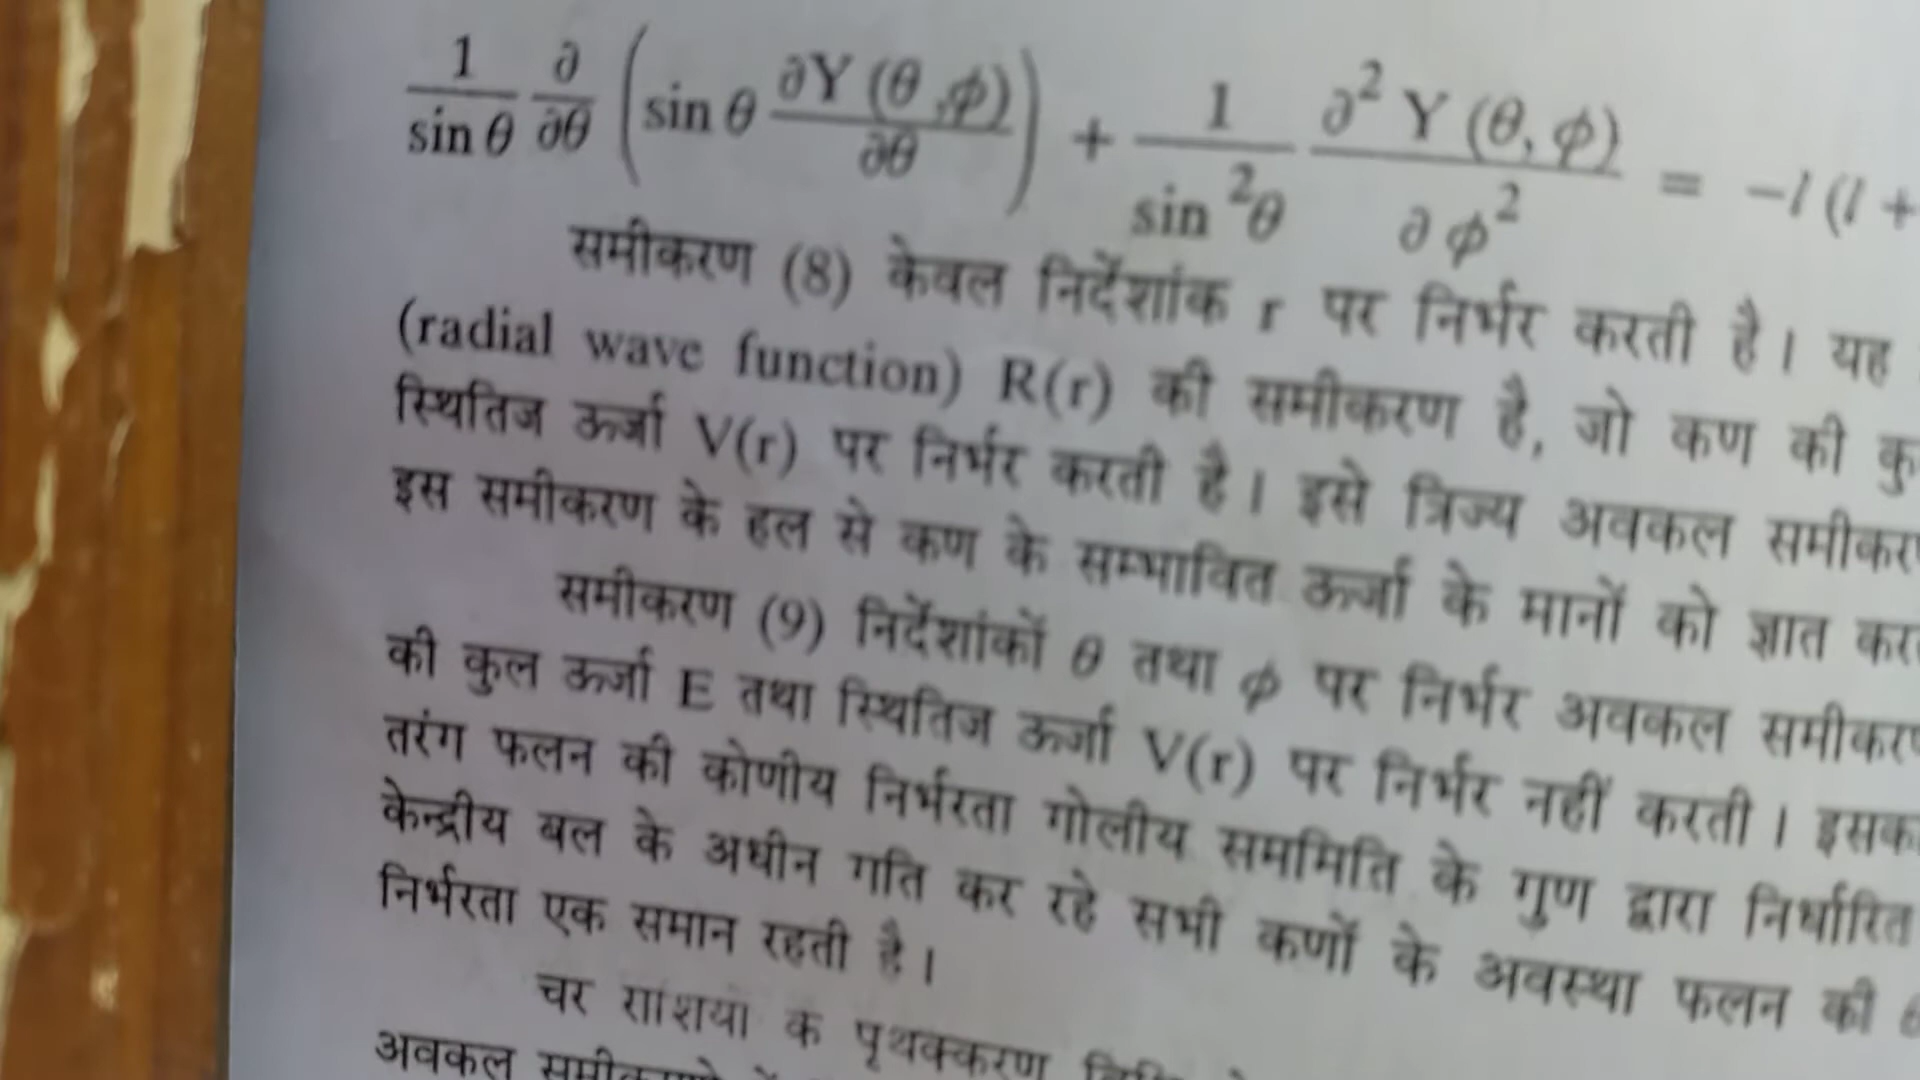 1/sin θ ∂/∂θ (sin θ ∂Y (θ ,ϕ)/∂θ) + 1/sin ²θ ∂² Y (θ, ϕ)/∂ ϕ² = −l (l +
समीकरण (8) केवल निर्देशांक r पर निर्भर करती है। यह
(radial wave function) R(r) की समीकरण है, जो कण की कु
स्थितिज ऊर्जा V(r) पर निर्भर करती है। इसे त्रिज्य अवकल समीकर
इस समीकरण के हल से कण के सम्भावित ऊर्जा के मानों को ज्ञात कर
समीकरण (9) निर्देशांकों θ तथा ϕ पर निर्भर अवकल समीकर
की कुल ऊर्जा E तथा स्थितिज ऊर्जा V(r) पर निर्भर नहीं करती। इसक
तरंग फलन की कोणीय निर्भरता गोलीय सममिति के गुण द्वारा निर्धारित
केन्द्रीय बल के अधीन गति कर रहे सभी कणों के अवस्था फलन की θ
निर्भरता एक समान रहती है।
चर राशियों के पृथक्करण
अवकल